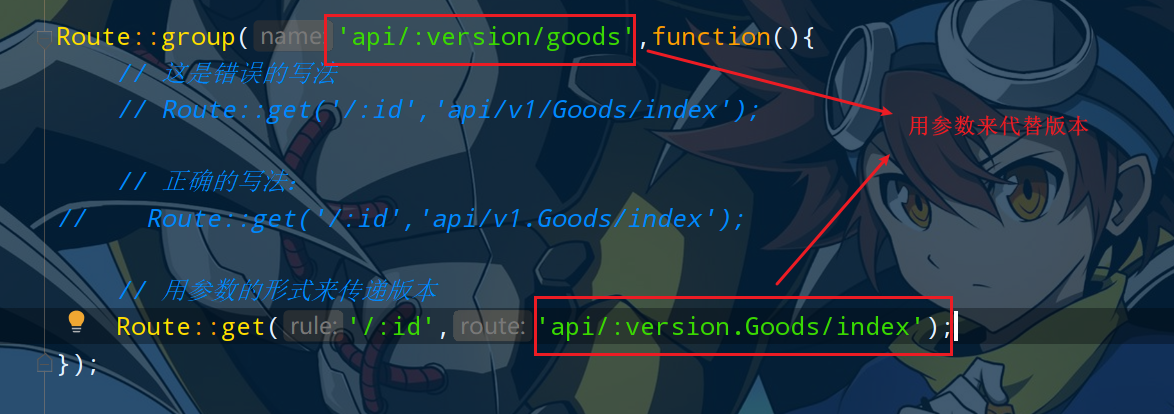 Route::group( name: 'api/:version/goods',function(){
// 这是错误的写法
// Route::get('/:id','api/v1/Goods/index');
用参数来代替版本
// 正确的写法:
// Route::get('/:id','api/v1.Goods/index');
// 用参数的形式来传递版本
Route::get( rule: '/:id', route: 'api/:version.Goods/index');
});